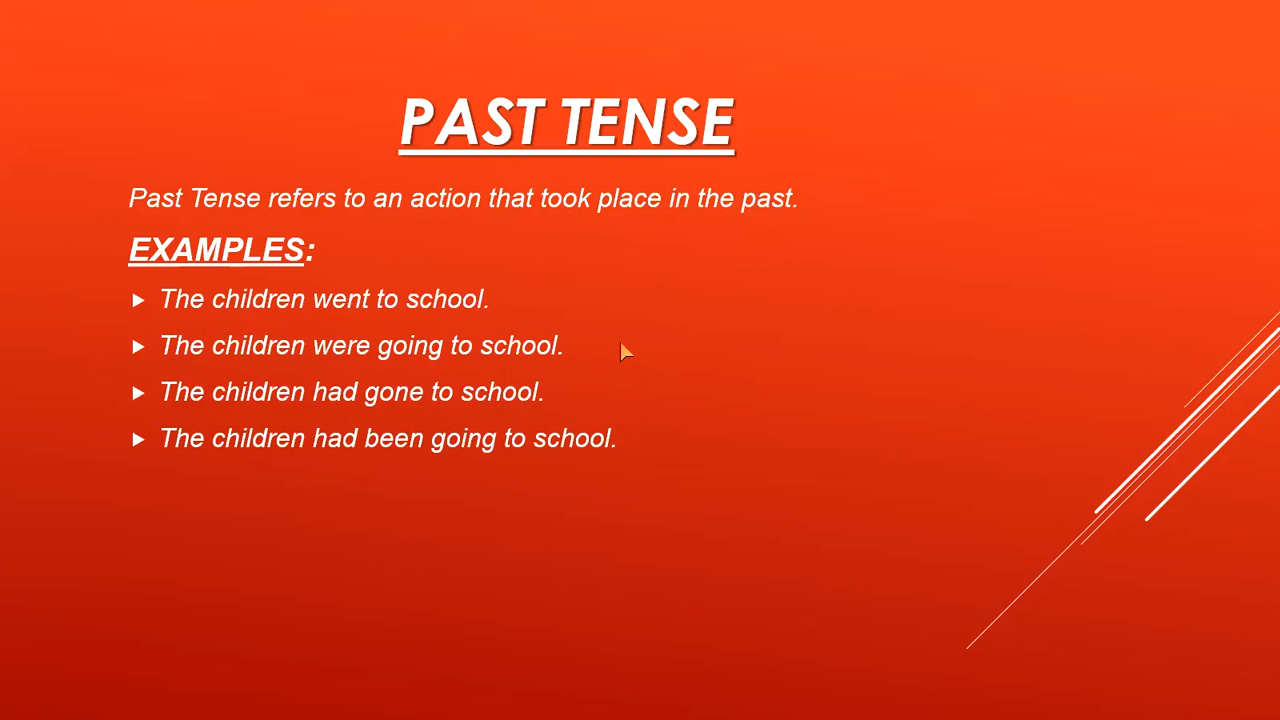 PAST TENSE
Past Tense refers to an action that took place in the past.
EXAMPLES:
The children went to school.
The children were going to school.
The children had gone to school.
The children had been going to school.